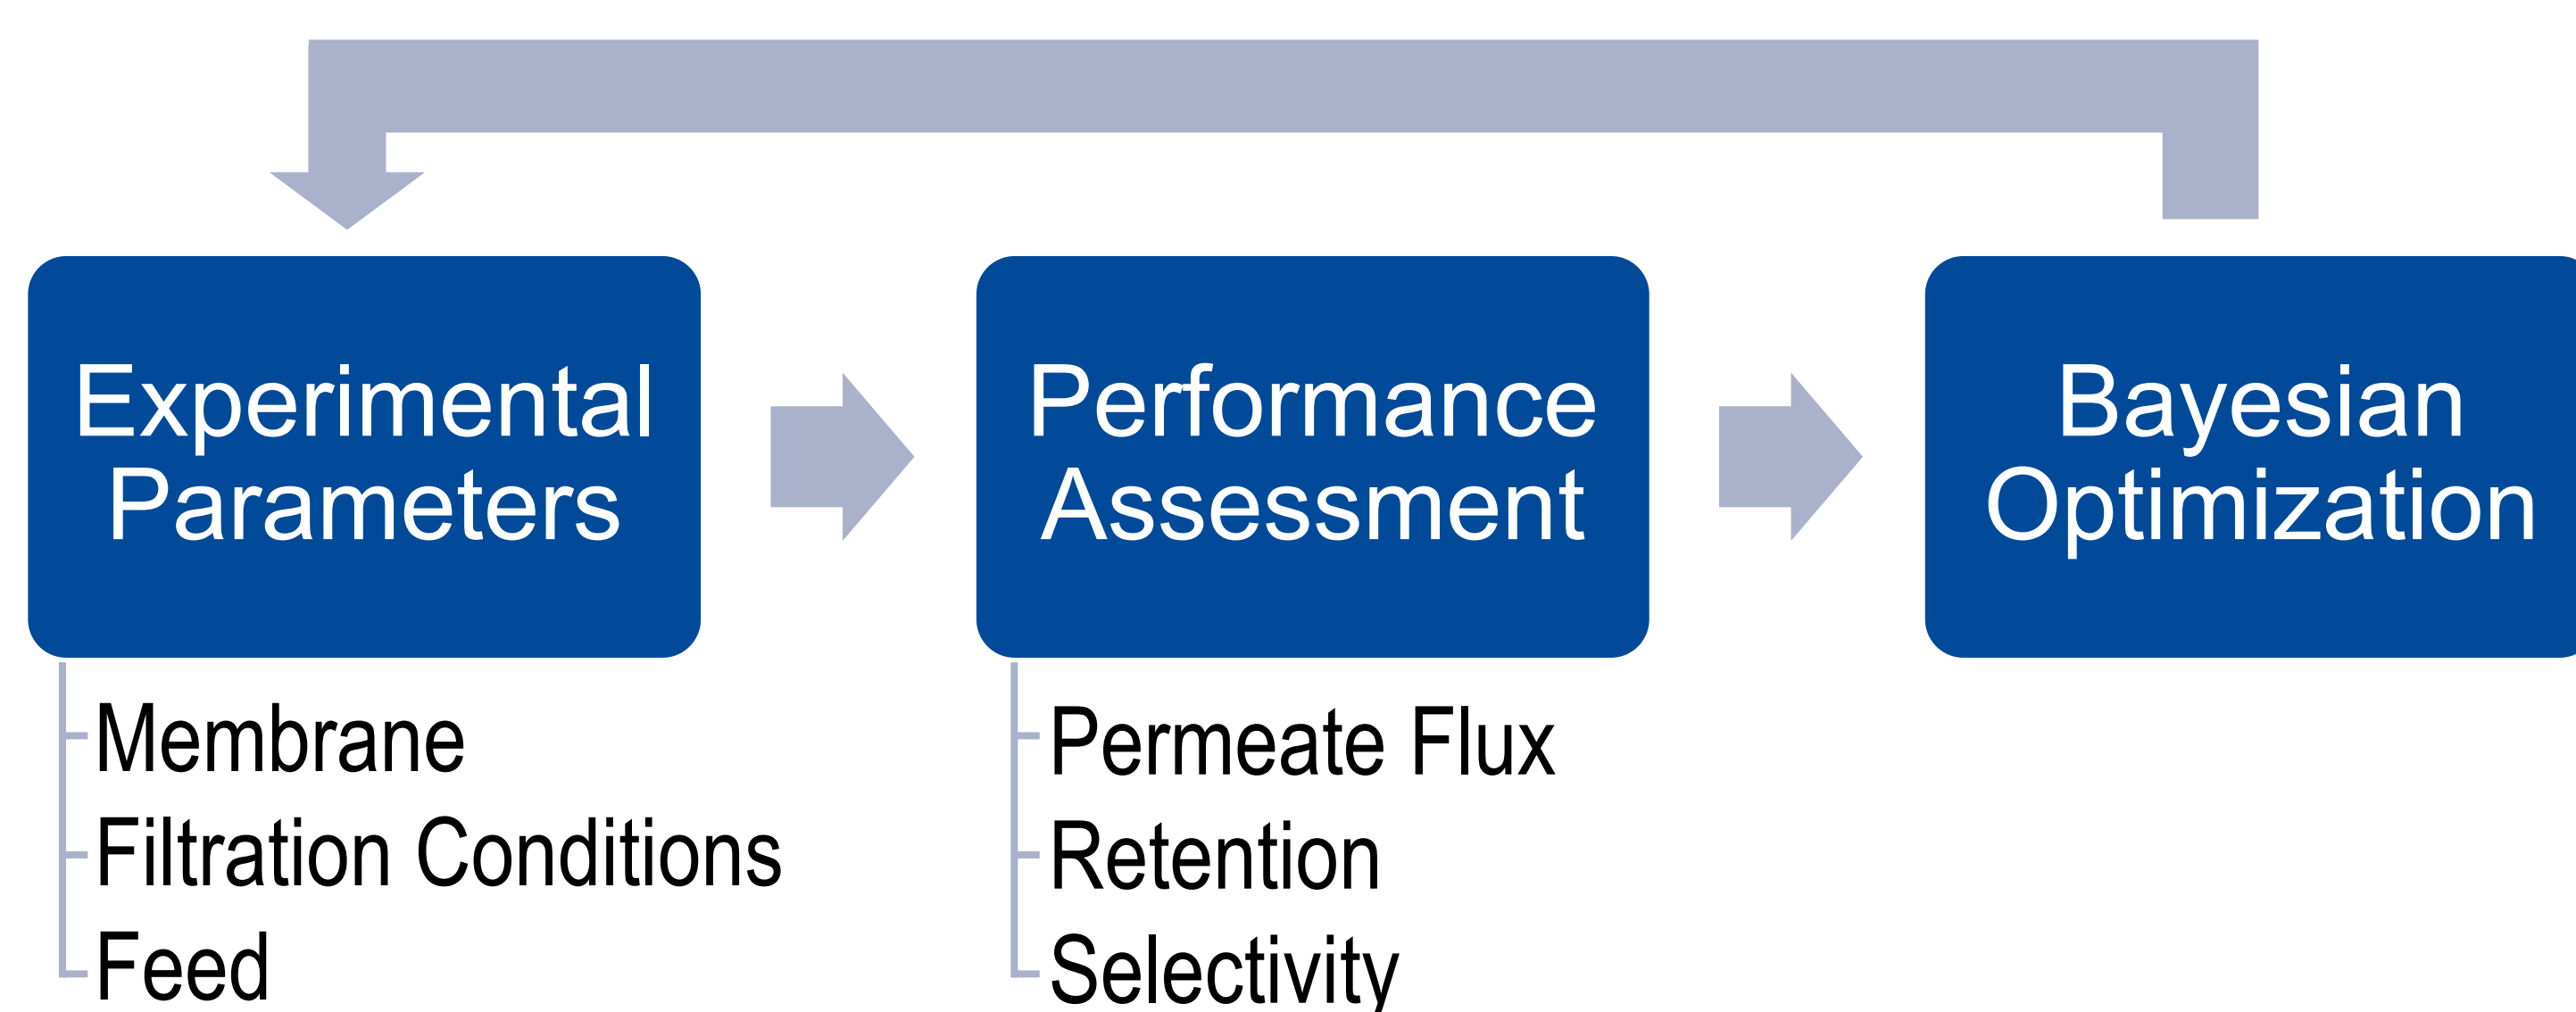 Experimental
Parameters
Membrane
Filtration Conditions
Feed
Performance
Assessment
Permeate Flux
Retention
Selectivity
Bayesian
Optimization